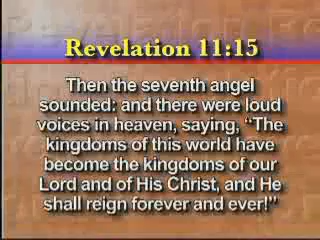 Revelation 11:15
Then the seventh angel
sounded: and there were loud
voices in heaven, saying, “The
kingdoms of this world have
become the kingdoms of our
Lord and of His Christ, and He
shall reign forever and ever!”